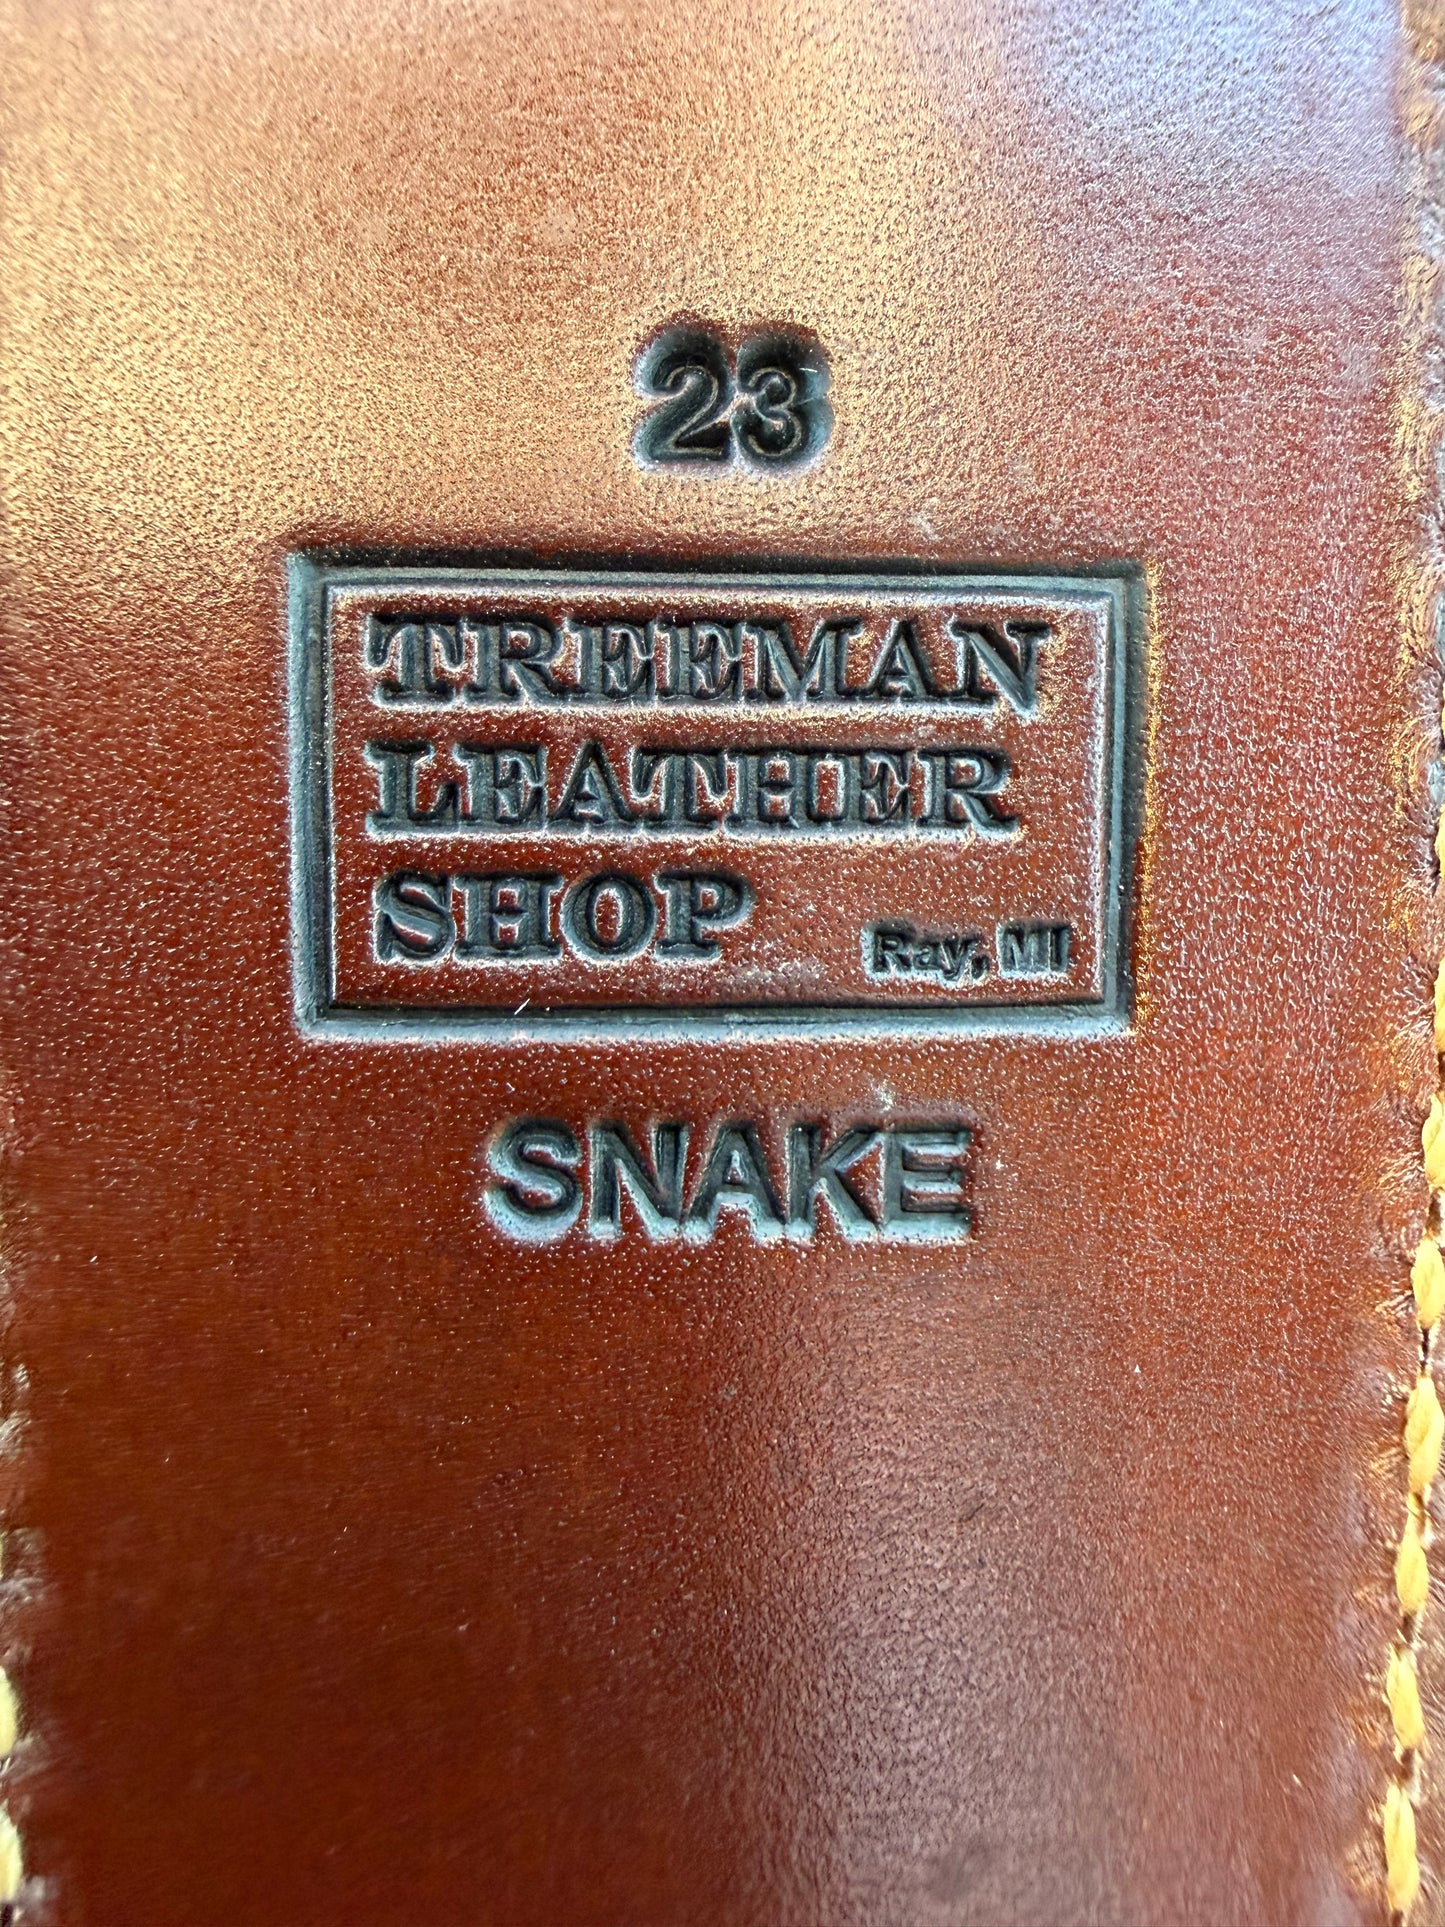 23
TREEMAN
LEATHER
SHOP Ray, MI
SNAKE